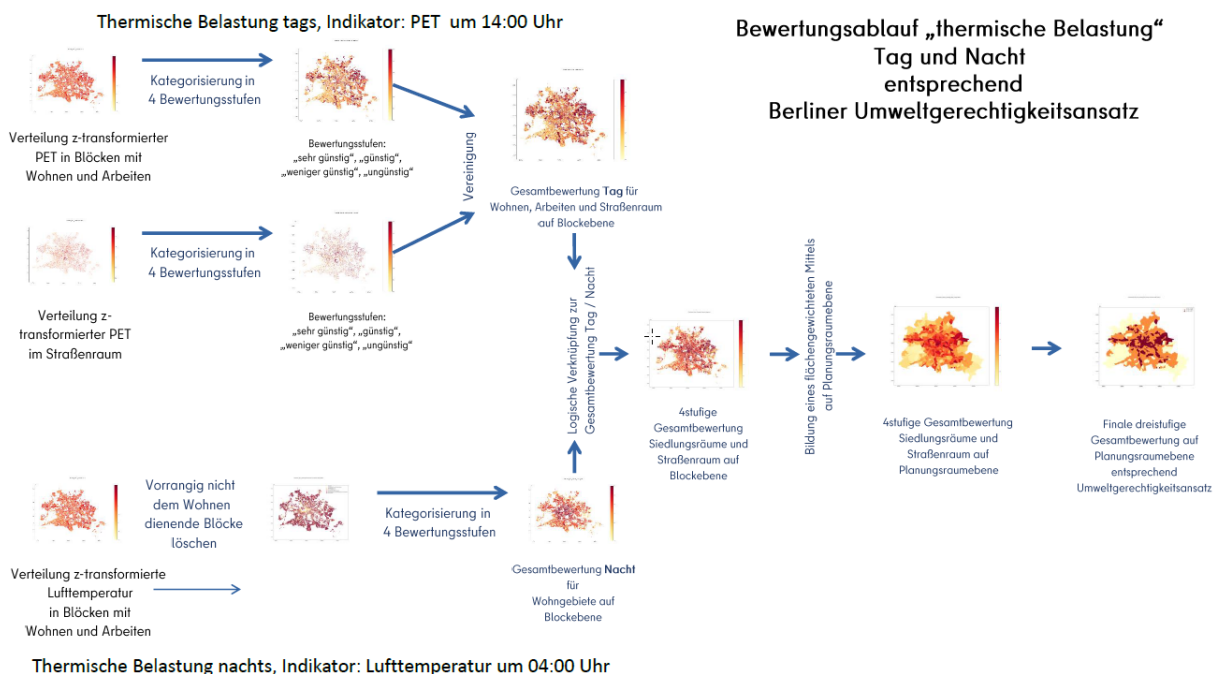 Thermische Belastung tags, Indikator: PET um 14:00 Uhr
Bewertungsablauf „thermische Belastung“
Tag und Nacht
entsprechend
Berliner Umweltgerechtigkeitsansatz
Kategorisierung in
4 Bewertungsstufen
Verteilung z-transformierter
PET in Blöcken mit
Wohnen und Arbeiten
Bewertungsstufen:
„sehr günstig“, „günstig“,
„weniger günstig“, „ungünstig“
Vereinigung
Gesamtbewertung Tag für
Wohnen, Arbeiten und Straßenraum
auf Blockebene
Kategorisierung in
4 Bewertungsstufen
Verteilung z-
transformierter PET
im Straßenraum
Bewertungsstufen:
„sehr günstig“, „günstig“,
„weniger günstig“, „ungünstig“
Logische Verknüpfung zur
Gesamtbewertung Tag / Nacht
4stufige
Gesamtbewertung
Siedlungsräume und
Straßenraum auf
Blockebene
Bildung eines flächengewichteten Mittels
auf Planungsraumebene
4stufige Gesamtbewertung
Siedlungsräume und
Straßenraum auf
Planungsraumebene
Finale dreistufige
Gesamtbewertung auf
Planungsraumebene
entsprechend
Umweltgerechtigkeitsansatz
Vorrangig nicht
dem Wohnen
dienende Blöcke
löschen
Kategorisierung in
4 Bewertungsstufen
Verteilung z-transformierte
Lufttemperatur
in Blöcken mit
Wohnen und Arbeiten
Gesamtbewertung Nacht
für
Wohngebiete auf
Blockebene
Thermische Belastung nachts, Indikator: Lufttemperatur um 04:00 Uhr